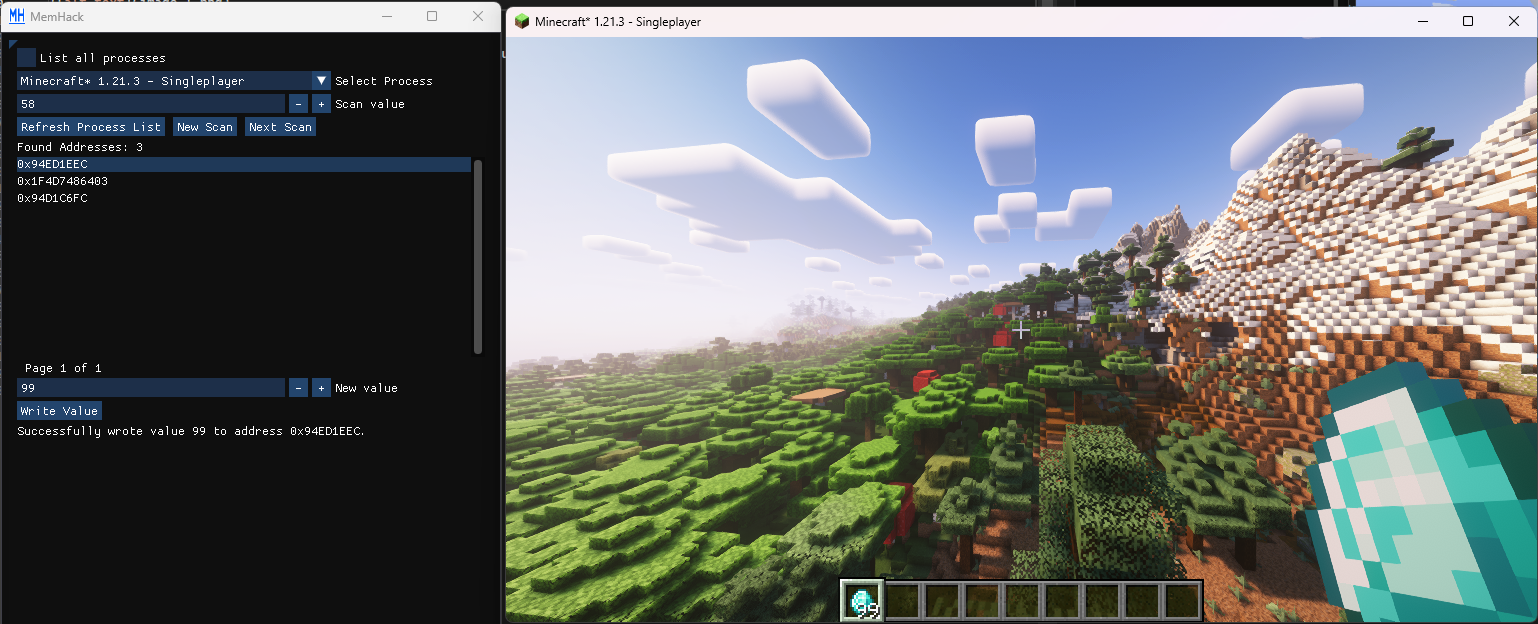 MH MemHack
List all processes
Minecraft* 1.21.3 - Singleplayer ▼ Select Process
58 - + Scan value
Refresh Process List New Scan Next Scan
Found Addresses: 3
0x94ED1EEC
0x1F4D7486403
0x94D1C6FC
Page 1 of 1
99 - + New value
Write Value
Successfully wrote value 99 to address 0x94ED1EEC.
Minecraft* 1.21.3 - Singleplayer
99